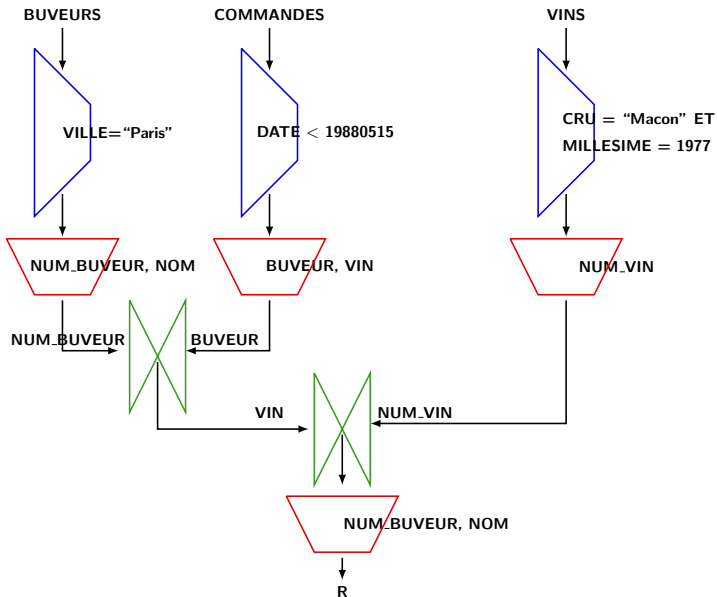 BUVEURS
COMMANDES
VINS
VILLE=“Paris”
DATE < 19880515
CRU = “Macon” ET
MILLESIME = 1977
NUM_BUVEUR, NOM
BUVEUR, VIN
NUM_VIN
NUM_BUVEUR
BUVEUR
VIN
NUM_VIN
NUM_BUVEUR, NOM
R